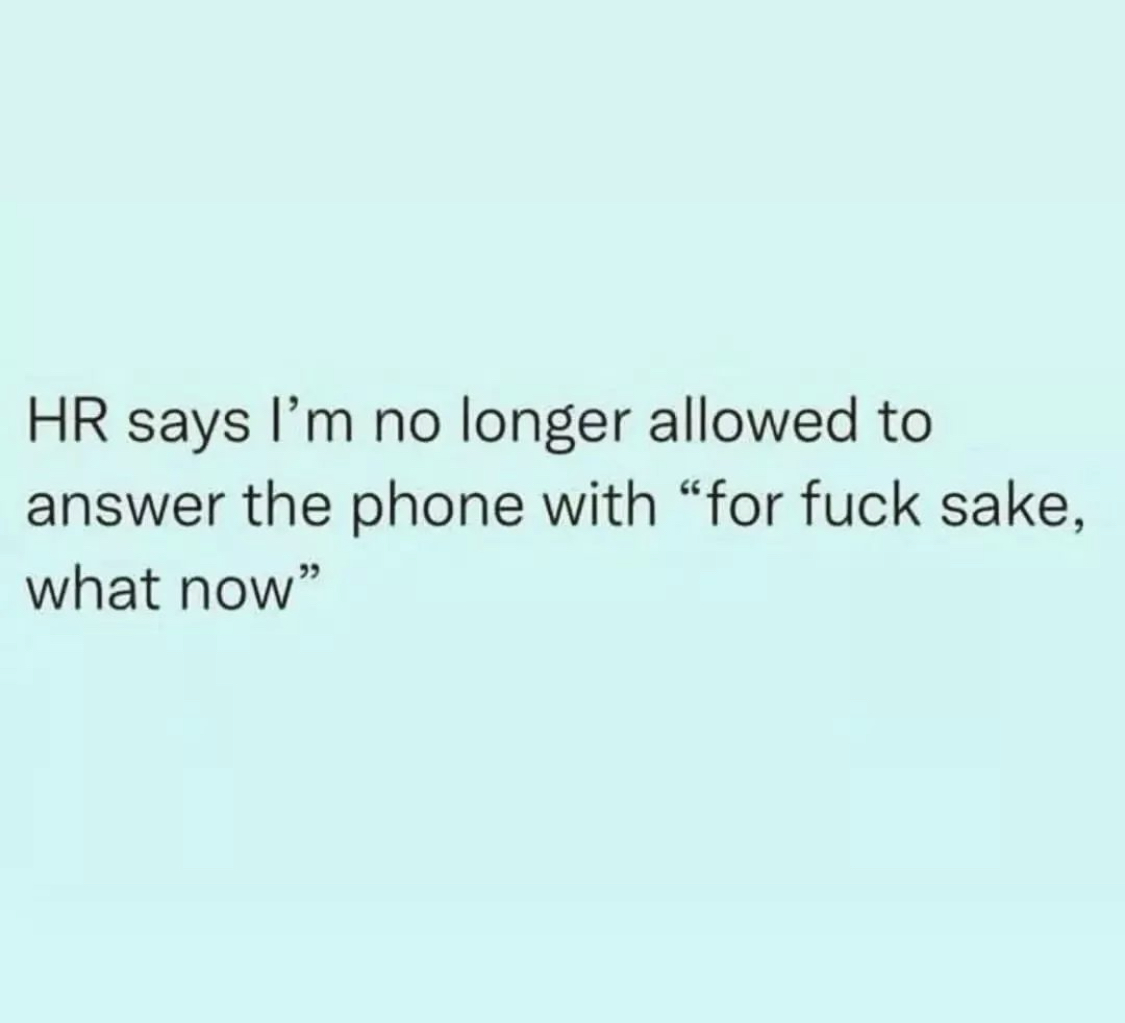 HR says I’m no longer allowed to
answer the phone with “for fuck sake,
what now”